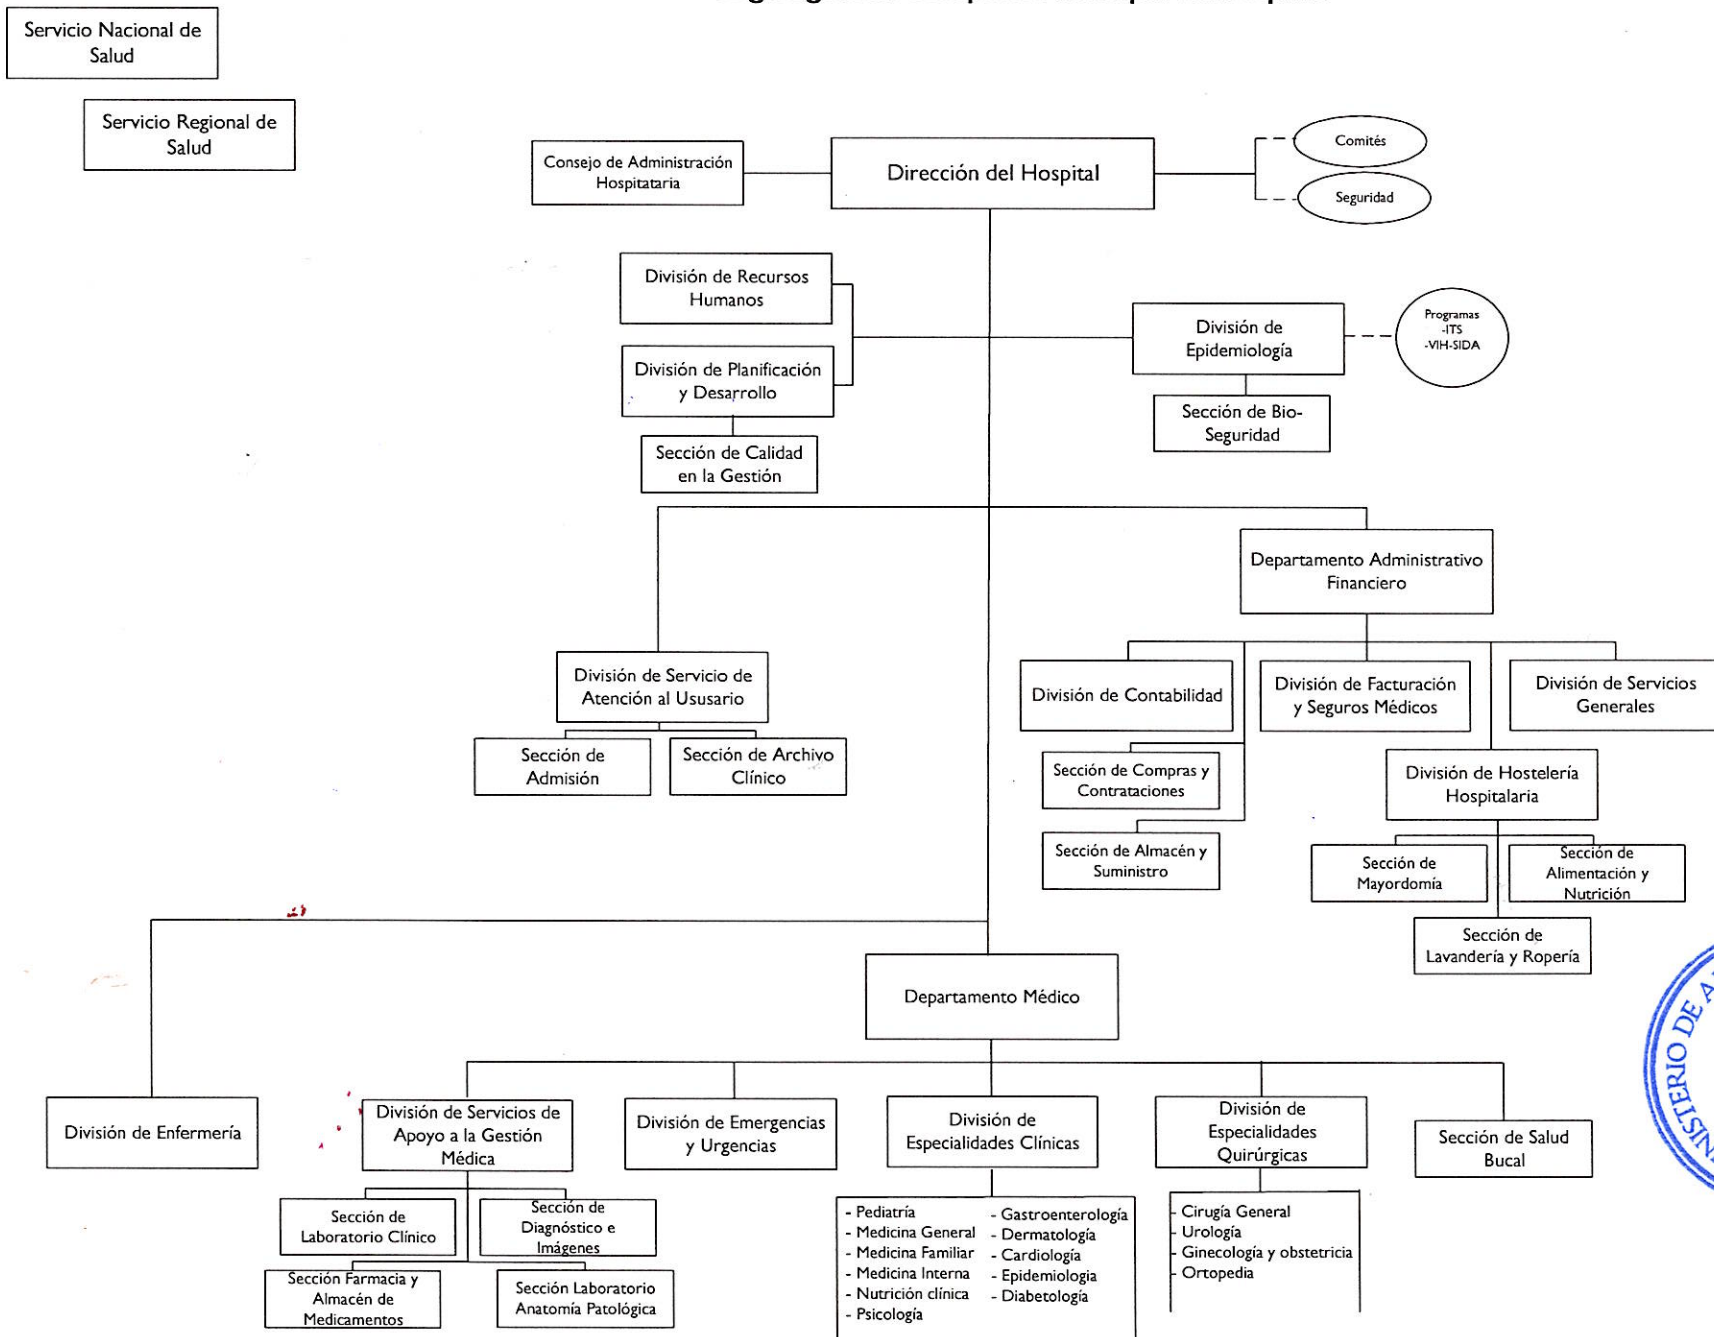 Servicio Nacional de
Salud
Servicio Regional de
Salud
Consejo de Administración
Hospitataria
Dirección del Hospital
Comités
Seguridad
División de Recursos
Humanos
División de Planificación
y Desarrollo
Sección de Calidad
en la Gestión
División de
Epidemiología
Programas
-ITS
-VIH-SIDA
Sección de Bio-
Seguridad
Departamento Administrativo
Financiero
División de Servicio de
Atención al Ususario
Sección de
Admisión
Sección de Archivo
Clínico
División de Contabilidad
División de Facturación
y Seguros Médicos
División de Servicios
Generales
Sección de Compras y
Contrataciones
División de Hostelería
Hospitalaria
Sección de Almacén y
Suministro
Sección de
Mayordomía
Sección de
Alimentación y
Nutrición
Sección de
Lavandería y Ropería
Departamento Médico
División de Enfermería
División de Servicios de
Apoyo a la Gestión
Médica
División de Emergencias
y Urgencias
División de
Especialidades Clínicas
División de
Especialidades
Quirúrgicas
Sección de Salud
Bucal
Sección de
Laboratorio Clínico
Sección de
Diagnóstico e
Imágenes
Sección Farmacia y
Almacén de
Medicamentos
Sección Laboratorio
Anatomía Patológica
- Pediatría
- Medicina General
- Medicina Familiar
- Medicina Interna
- Nutrición clínica
- Psicología
- Gastroenterología
- Dermatología
- Cardiología
- Epidemiologia
- Diabetología
- Cirugía General
- Urología
- Ginecología y obstetricia
- Ortopedia
DE